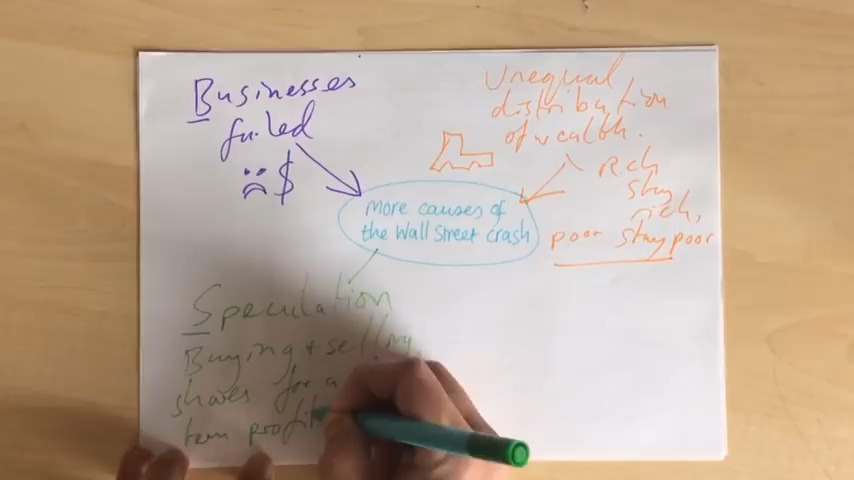 Businesses
failed
$
Unequal
distribution
of wealth.
Rich
stay
rich,
poor stay poor
More causes of
the Wall Street crash
Speculation
Buying + selling
shares for a
term profit